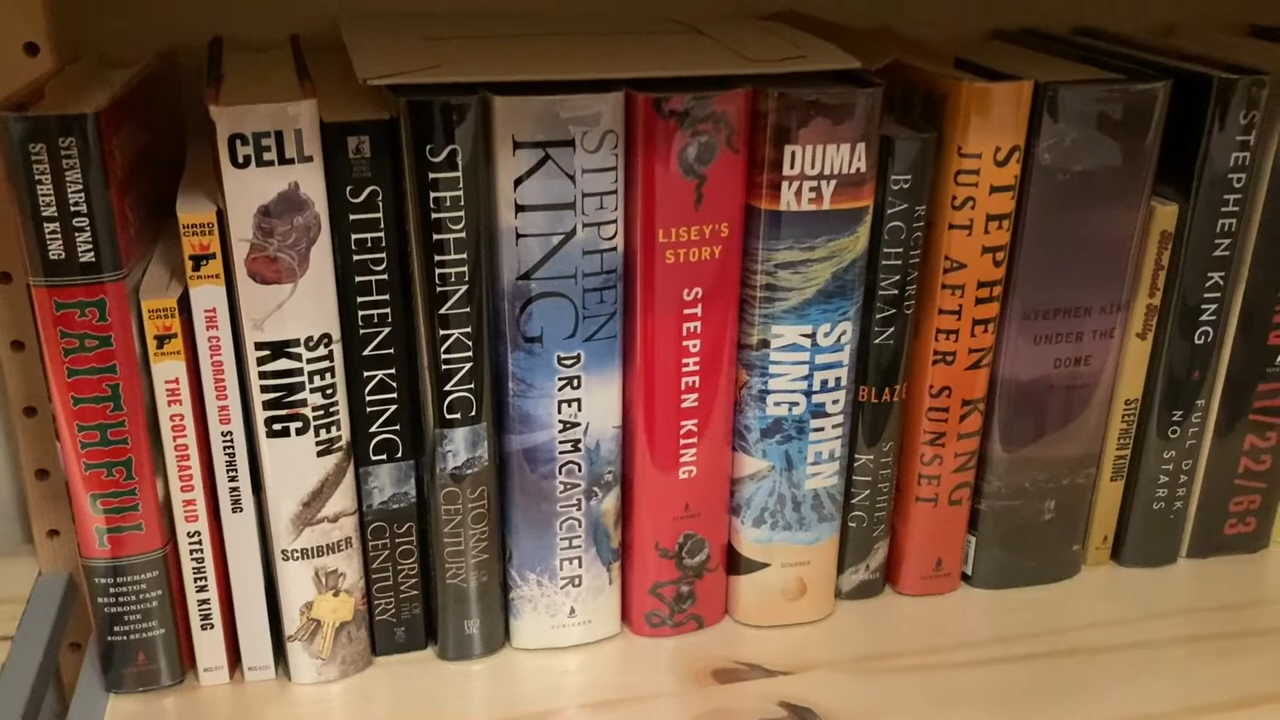 STEWART O'NAN
STEPHEN KING
FAITHFUL
TWO DIEHARD
BOSTON
RED SOX FANS
CHRONICLE
THE
HISTORIC
2004 SEASON
HARD
CASE
CRIME
THE COLORADO KID STEPHEN KING
HARD
CASE
CRIME
THE COLORADO KID STEPHEN KING
CELL
STEPHEN
KING
SCRIBNER
STEPHEN KING
STORM OF THE
CENTURY
STEPHEN KING
STORM OF THE
CENTURY
STEPHEN
KING
DREAMCATCHER
SCRIBNER
LISEY'S
STORY
STEPHEN KING
SCRIBNER
DUMA
KEY
STEPHEN
KING
SCRIBNER
RICHARD
BACHMAN
BLAZE
STEPHEN
KING
SCRIBNER
STEPHEN KING
JUST AFTER SUNSET
STEPHEN KING
UNDER THE
DOME
STEPHEN KING
STEPHEN KING
FULL DARK,
NO STARS
11/22/63